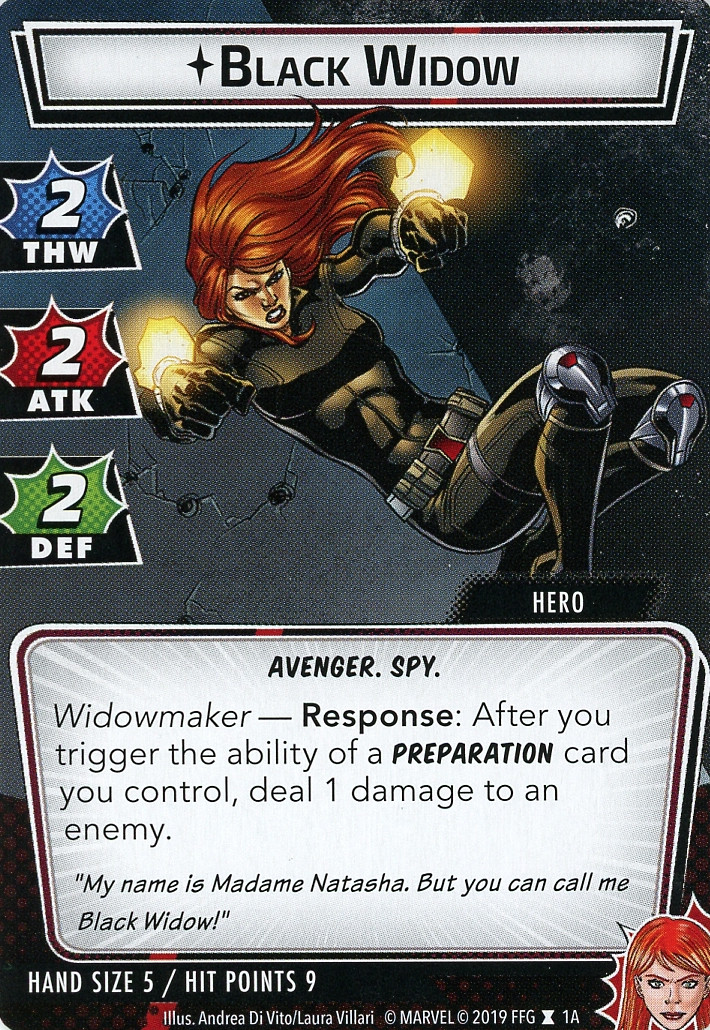 BLACK WIDOW
2
THW
2
ATK
2
DEF
HERO
AVENGER. SPY.
Widowmaker — Response: After you
trigger the ability of a PREPARATION card
you control, deal 1 damage to an
enemy.
"My name is Madame Natasha. But you can call me
Black Widow!"
HAND SIZE 5 / HIT POINTS 9
Illus. Andrea Di Vito/Laura Villari © MARVEL © 2019 FFG 1A